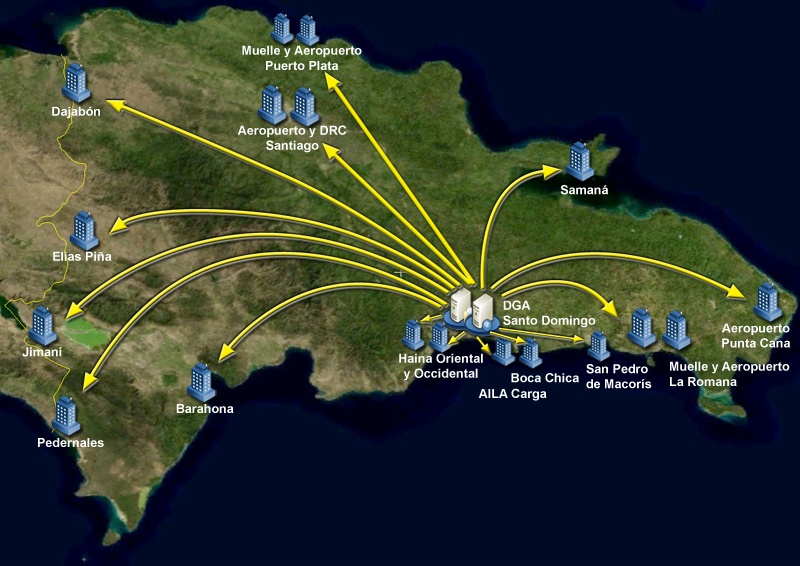 Muelle y Aeropuerto
Puerto Plata
Dajabón
Aeropuerto y DRC
Santiago
Samaná
Elías Piña
DGA
Santo Domingo
Aeropuerto
Punta Cana
Jimaní
Haina Oriental
y Occidental
San Pedro
de Macorís
Muelle y Aeropuerto
La Romana
Boca Chica
AILA Carga
Barahona
Pedernales